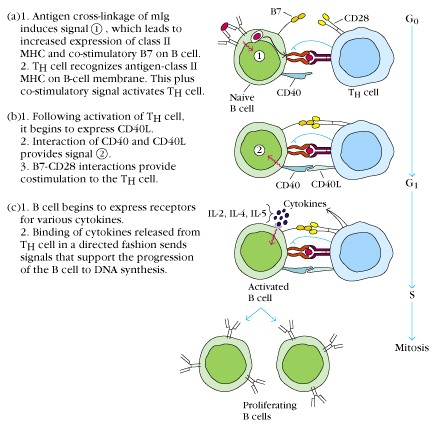 (a) 1. Antigen cross-linkage of mIg
induces signal ①, which leads to
increased expression of class II
MHC and co-stimulatory B7 on B cell.
2. TH cell recognizes antigen-class II
MHC on B-cell membrane. This plus
co-stimulatory signal activates TH cell.
B7
CD28
G0
1
Naive
B cell
CD40
TH cell
(b) 1. Following activation of TH cell,
it begins to express CD40L.
2. Interaction of CD40 and CD40L
provides signal ②.
3. B7-CD28 interactions provide
costimulation to the TH cell.
2
CD40
CD40L
G1
(c) 1. B cell begins to express receptors
for various cytokines.
2. Binding of cytokines released from
TH cell in a directed fashion sends
signals that support the progression
of the B cell to DNA synthesis.
IL-2, IL-4, IL-5
Cytokines
Activated
B cell
S
Mitosis
Proliferating
B cells